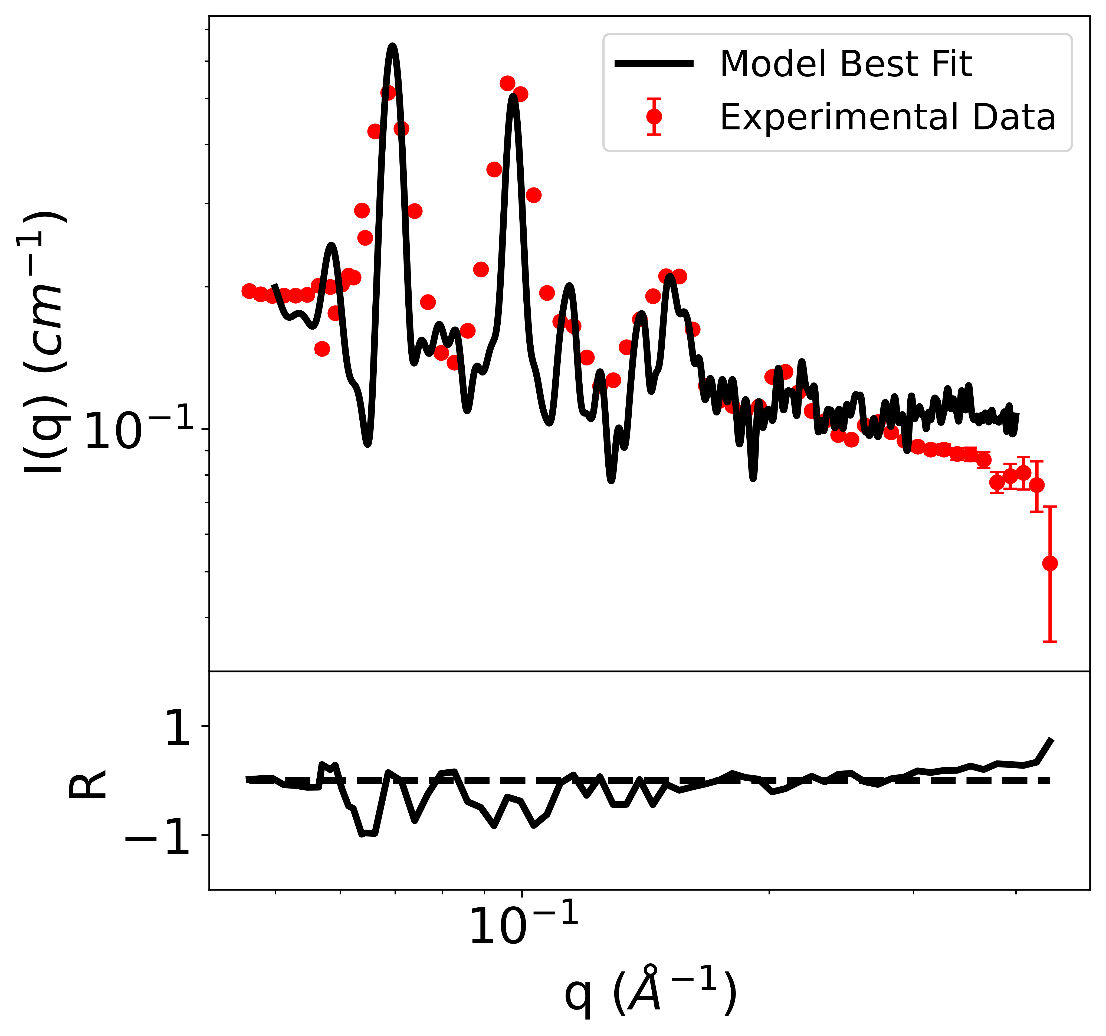 Model Best Fit
Experimental Data
I(q) (cm⁻¹)
10⁻¹
R
1
−1
10⁻¹
q (Å⁻¹)